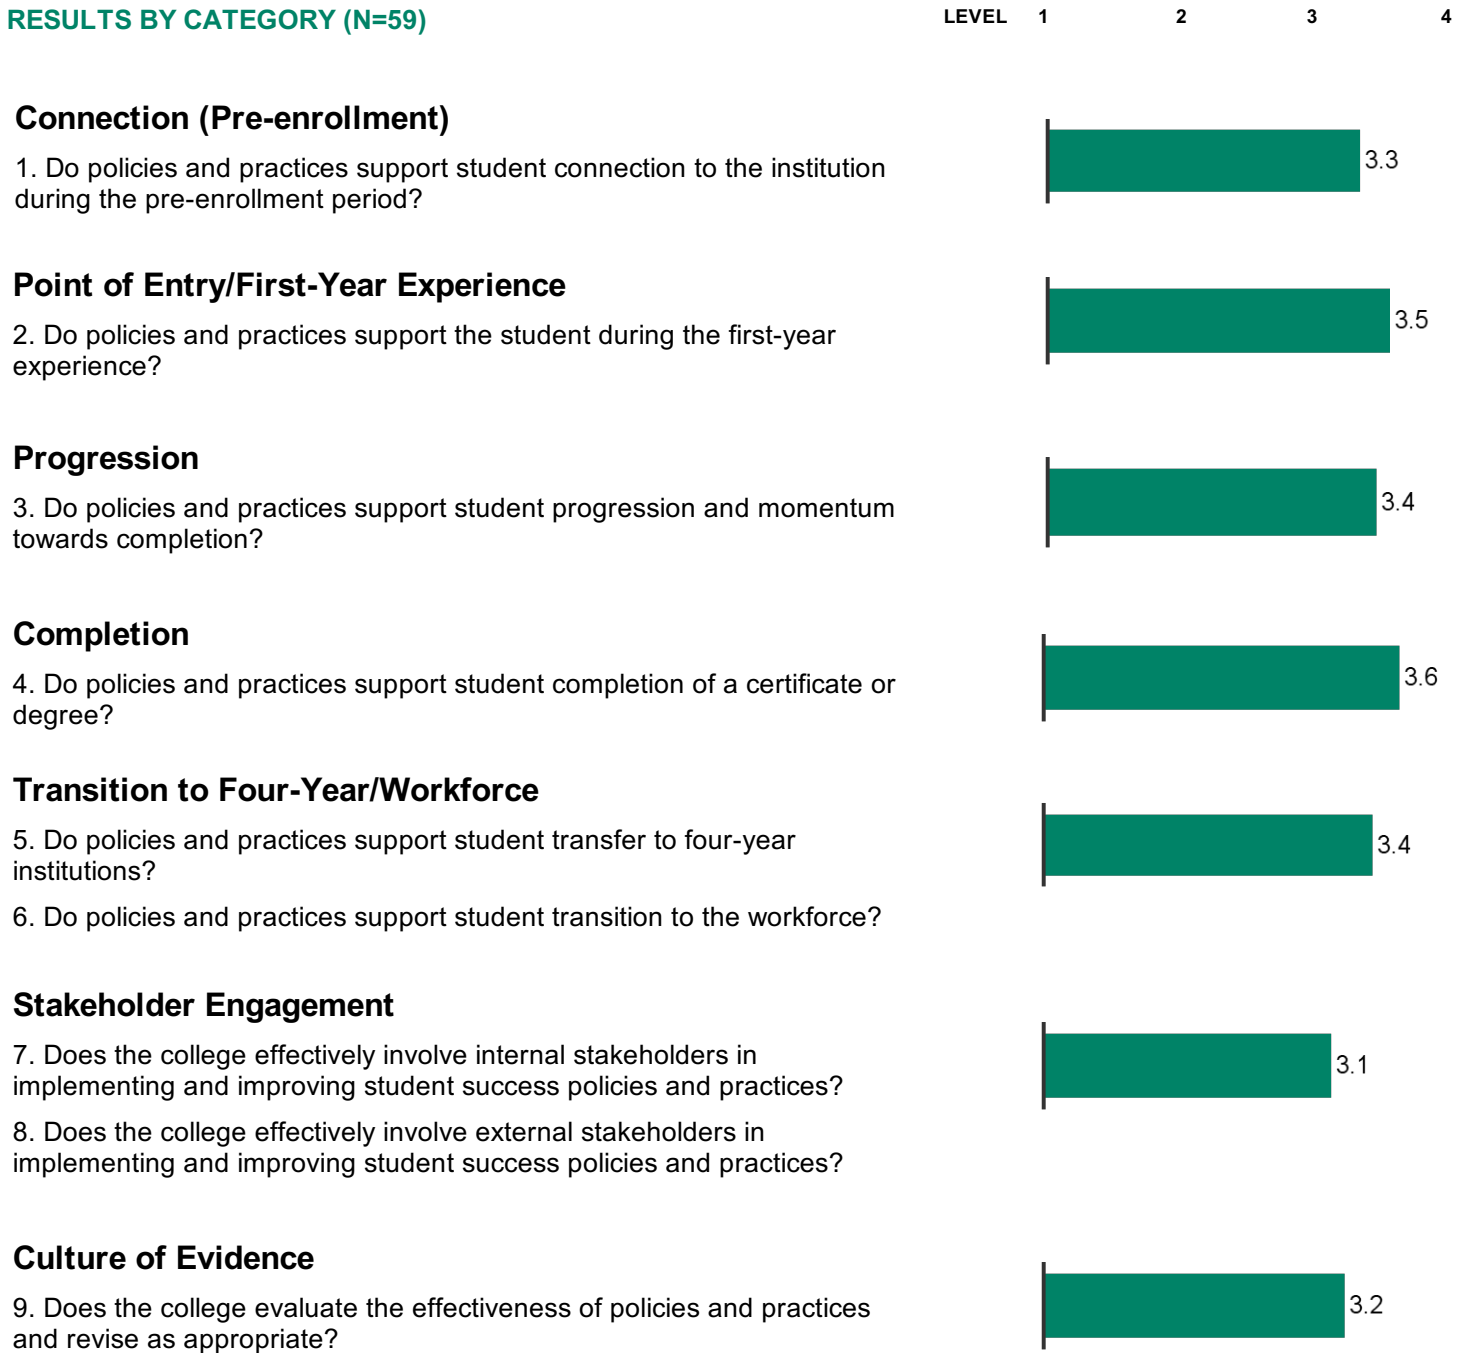 RESULTS BY CATEGORY (N=59) LEVEL 1 2 3 4
Connection (Pre-enrollment)
1. Do policies and practices support student connection to the institution
during the pre-enrollment period?
3.3
Point of Entry/First-Year Experience
2. Do policies and practices support the student during the first-year
experience?
3.5
Progression
3. Do policies and practices support student progression and momentum
towards completion?
3.4
Completion
4. Do policies and practices support student completion of a certificate or
degree?
3.6
Transition to Four-Year/Workforce
5. Do policies and practices support student transfer to four-year
institutions?
6. Do policies and practices support student transition to the workforce?
3.4
Stakeholder Engagement
7. Does the college effectively involve internal stakeholders in
implementing and improving student success policies and practices?
8. Does the college effectively involve external stakeholders in
implementing and improving student success policies and practices?
3.1
Culture of Evidence
9. Does the college evaluate the effectiveness of policies and practices
and revise as appropriate?
3.2